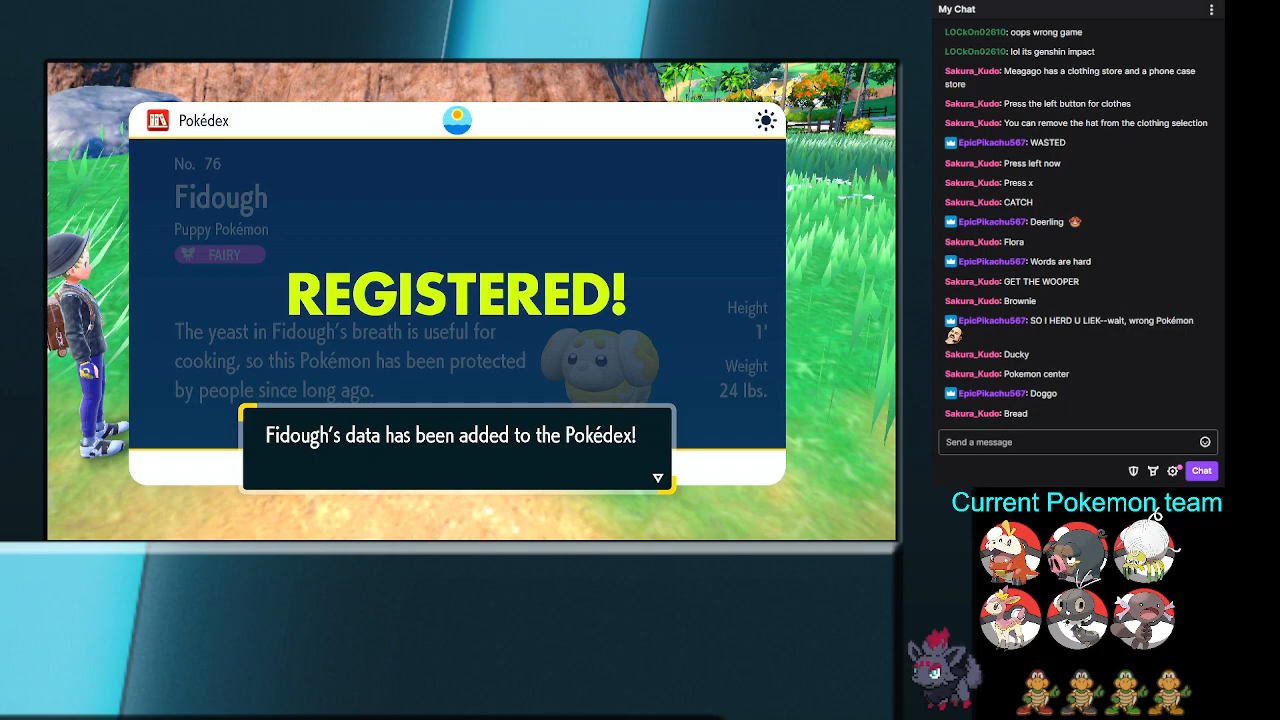 Pokédex
No. 76
Fidough
Puppy Pokémon
FAIRY
REGISTERED!
Height
1'
The yeast in Fidough's breath is useful for
cooking, so this Pokémon has been protected
by people since long ago.
Weight
24 lbs.
Fidough's data has been added to the Pokédex!
My Chat
LOCkOn02610: oops wrong game
LOCkOn02610: lol its genshin impact
Sakura_Kudo: Meagago has a clothing store and a phone case
store
Sakura_Kudo: Press the left button for clothes
Sakura_Kudo: You can remove the hat from the clothing selection
EpicPikachu567: WASTED
Sakura_Kudo: Press left now
Sakura_Kudo: Press x
Sakura_Kudo: CATCH
EpicPikachu567: Deerling
Sakura_Kudo: Flora
EpicPikachu567: Words are hard
Sakura_Kudo: GET THE WOOPER
Sakura_Kudo: Brownie
EpicPikachu567: SO I HERD U LIEK--wait, wrong Pokémon
Sakura_Kudo: Ducky
Sakura_Kudo: Pokemon center
EpicPikachu567: Doggo
Sakura_Kudo: Bread
Send a message
Chat
Current Pokemon team